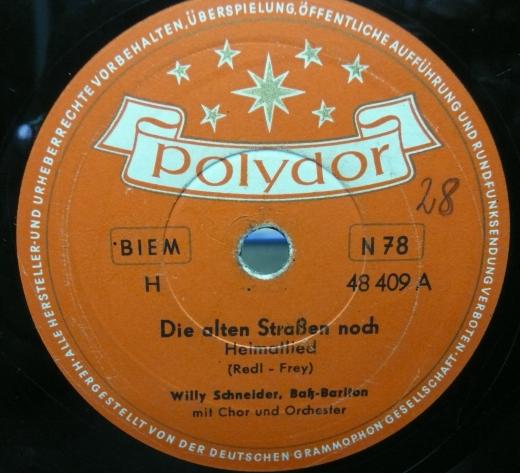 ALLE HERSTELLER- UND URHEBERRECHTE VORBEHALTEN, ÜBERSPIELUNG, ÖFFENTLICHE AUFFÜHRUNG UND RUNDFUNKSENDUNG VERBOTEN
polydor
28
BIEM
N 78
H
48 409 A
Die alten Straßen noch
Heimatlied
(Redl - Frey)
Willy Schneider, Baß-Bariton
mit Chor und Orchester
HERGESTELLT VON DER DEUTSCHEN GRAMMOPHON GESELLSCHAFT